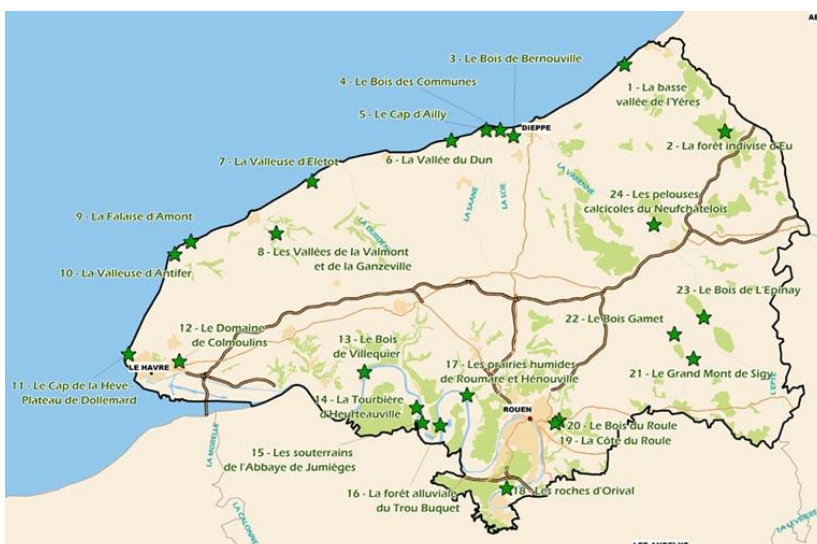 3 - Le Bois de Bernouville
4 - Le Bois des Communes
5 - Le Cap d'Ailly
DIEPPE
1 - La basse
vallée de l'Yères
2 - La forêt indivise d'Eu
6 - La Vallée du Dun
7 - La Valleuse d'Eletot
LA SAANE
LA SCIE
LA VARENNE
24 - Les pelouses
calcicoles du Neufchâtelois
9 - La Falaise d'Amont
8 - Les Vallées de la Valmont
et de la Ganzeville
10 - La Valleuse d'Antifer
23 - Le Bois de L'Epinay
22 - Le Bois Gamet
21 - Le Grand Mont de Sigy
12 - Le Domaine
de Colmoulins
13 - Le Bois
de Villequier
17 - Les prairies humides
de Roumare et Hénouville
LE HAVRE
11 - Le Cap de la Hève -
Plateau de Dollemard
14 - La Tourbière
d'Heurteauville
ROUEN
20 - Le Bois du Roule
19 - La Côte du Roule
L'EPTE
LA MORELLE
15 - Les souterrains
de l'Abbaye de Jumièges
16 - La forêt alluviale
du Trou Buquet
18 - Les roches d'Orival
LA CALONNE